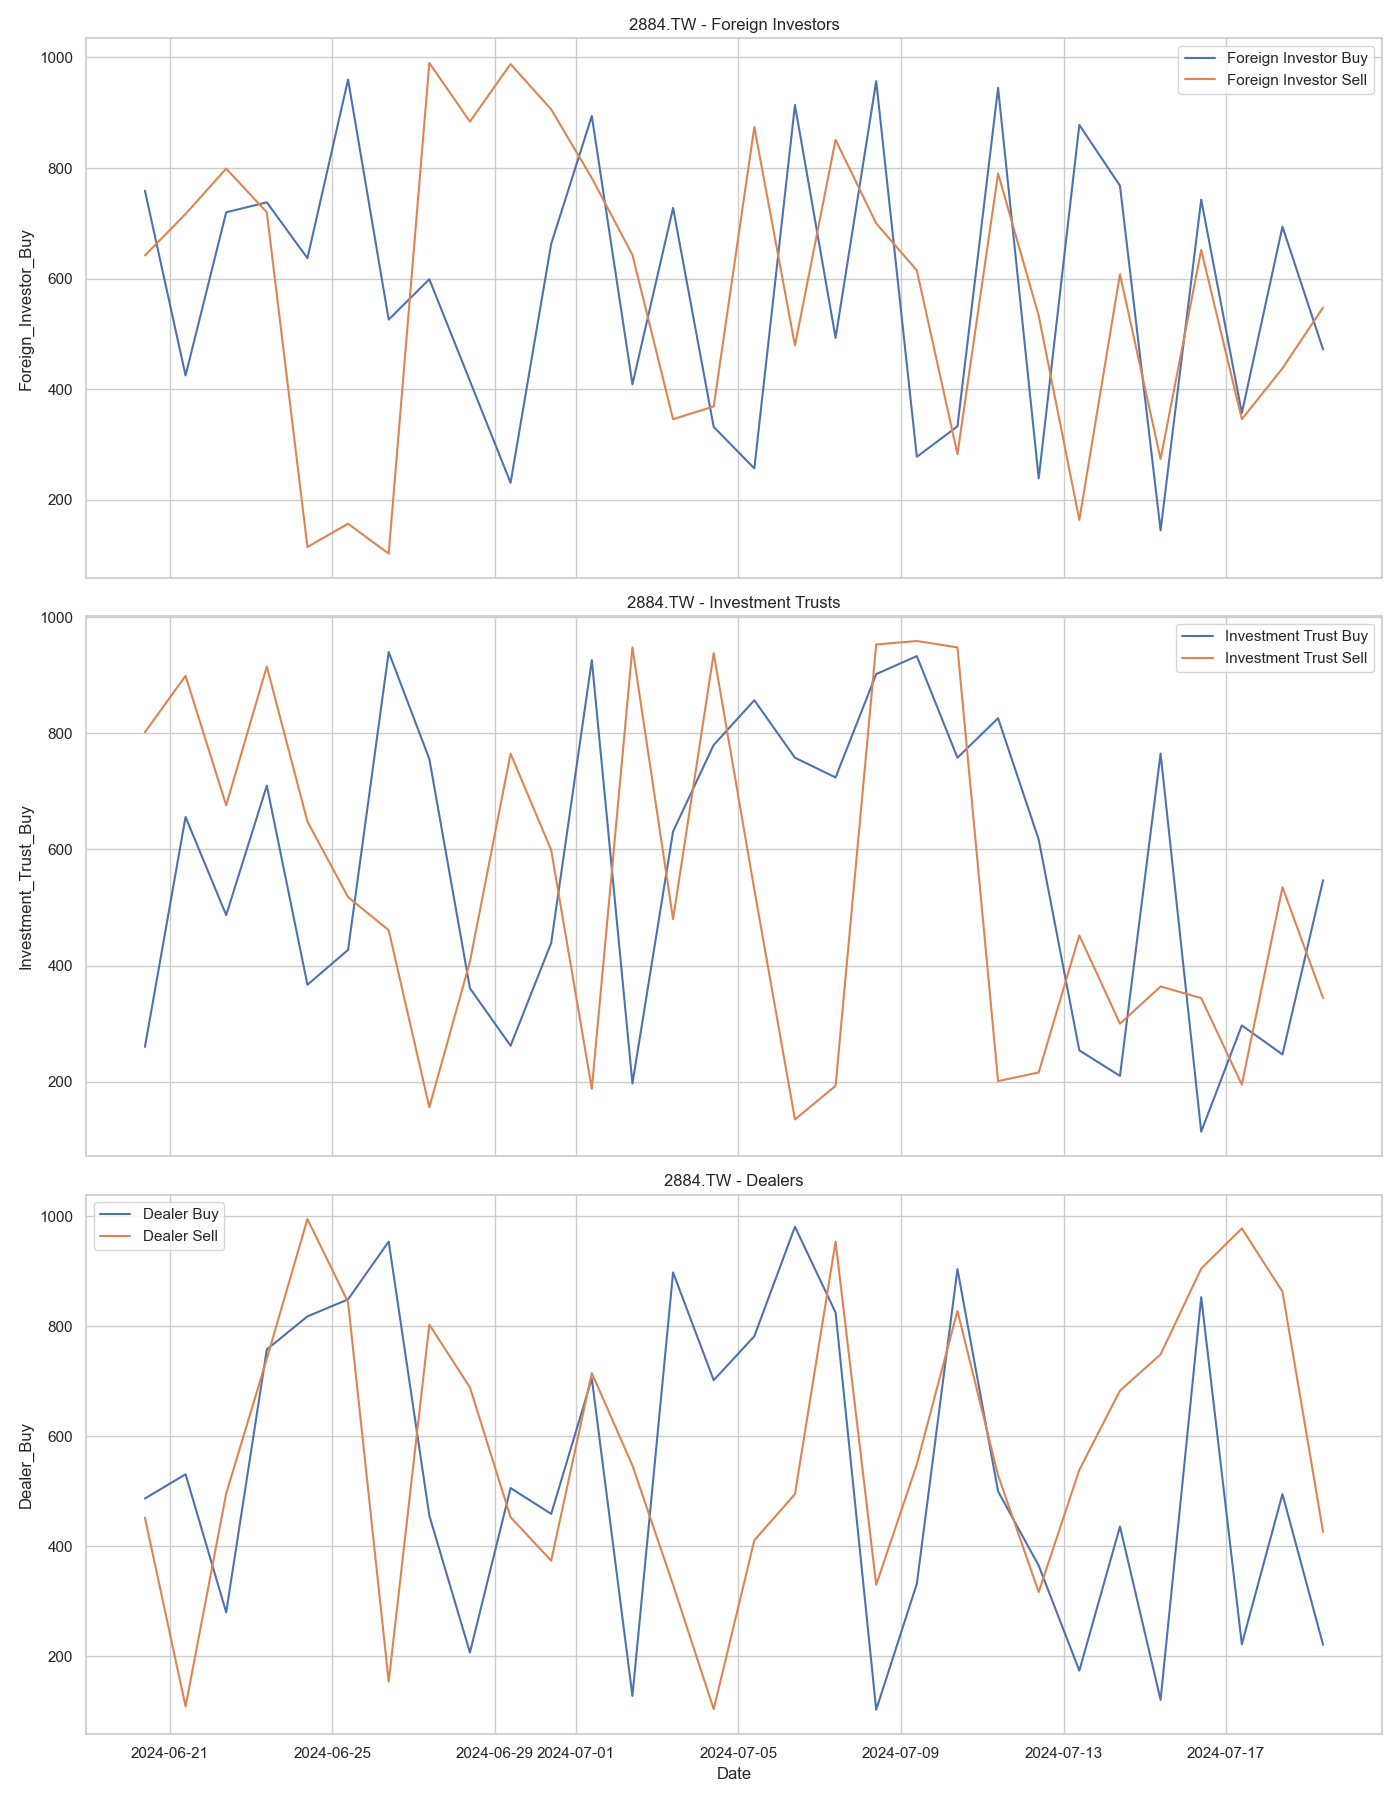 2884.TW - Foreign Investors
Foreign Investor Buy
Foreign Investor Sell
1000
800
600
400
200
Foreign_Investor_Buy
2884.TW - Investment Trusts
Investment Trust Buy
Investment Trust Sell
1000
800
600
400
200
Investment_Trust_Buy
2884.TW - Dealers
Dealer Buy
Dealer Sell
1000
800
600
400
200
Dealer_Buy
2024-06-21 2024-06-25 2024-06-29 2024-07-01 2024-07-05 2024-07-09 2024-07-13 2024-07-17
Date